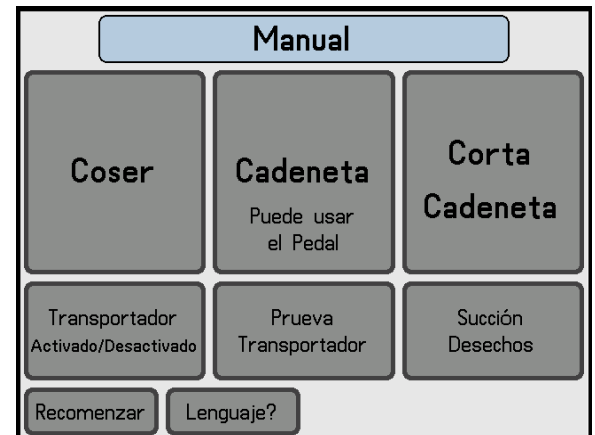 Manual
Coser
Cadeneta
Puede usar
el Pedal
Corta
Cadeneta
Transportador
Activado/Desactivado
Prueva
Transportador
Succión
Desechos
Recomenzar
Lenguaje?